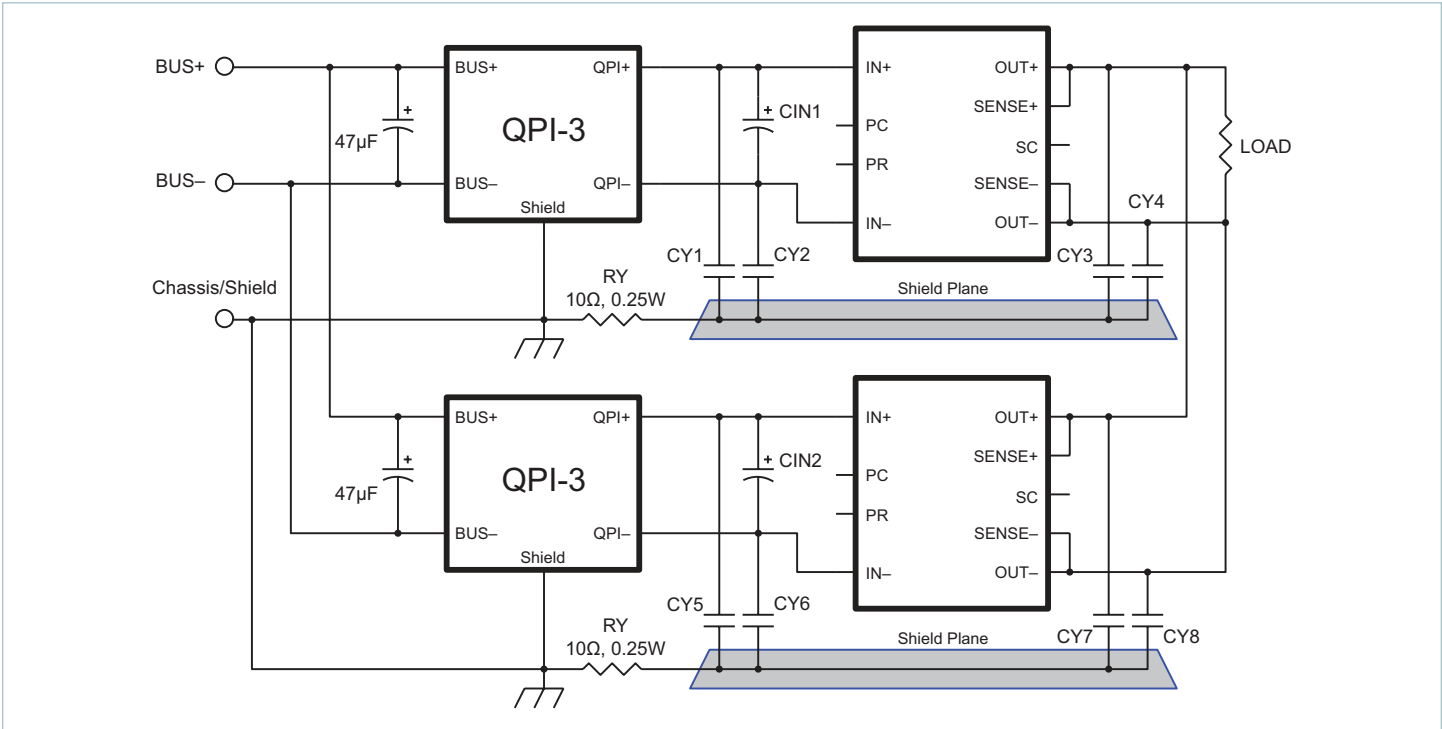 BUS+
47µF
+
BUS–
BUS+
QPI+
QPI-3
BUS–
QPI–
Shield
+
CIN1
IN+
OUT+
SENSE+
PC
SC
PR
SENSE–
IN–
OUT–
LOAD
CY4
CY1
CY2
CY3
Chassis/Shield
RY
10Ω, 0.25W
Shield Plane
47µF
+
BUS+
QPI+
QPI-3
BUS–
QPI–
Shield
+
CIN2
IN+
OUT+
SENSE+
PC
SC
PR
SENSE–
IN–
OUT–
CY5
CY6
CY7
CY8
RY
10Ω, 0.25W
Shield Plane